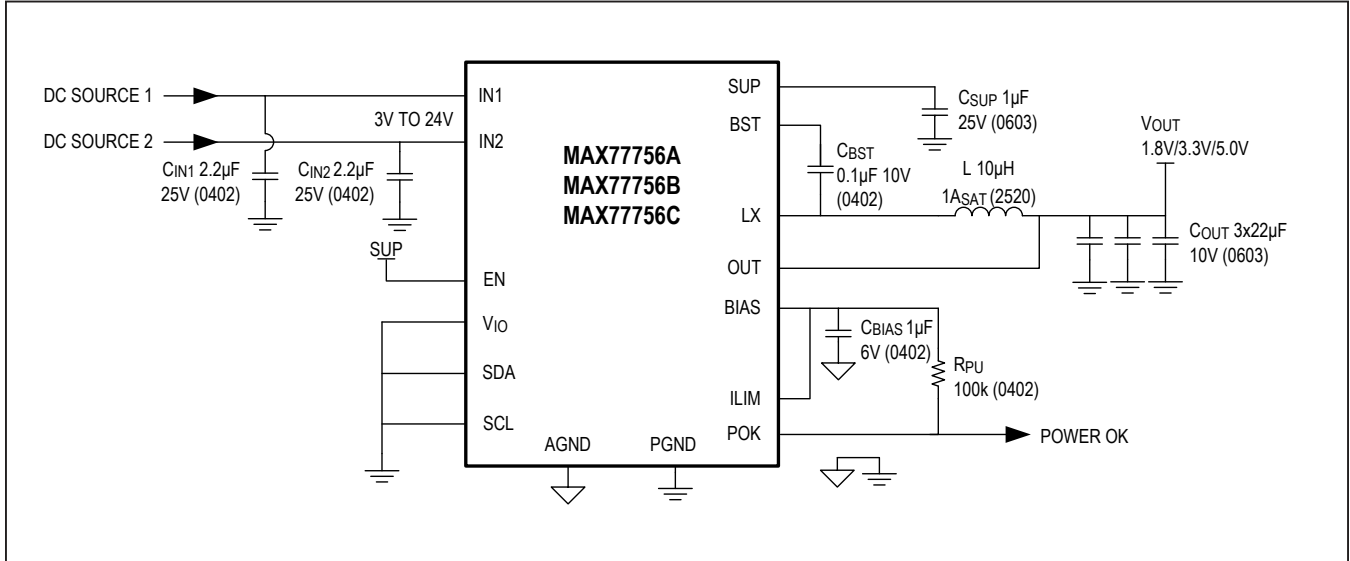 DC SOURCE 1
DC SOURCE 2
CIN1 2.2µF
25V (0402)
CIN2 2.2µF
25V (0402)
3V TO 24V
SUP
IN1
IN2
EN
VIO
SDA
SCL
MAX77756A
MAX77756B
MAX77756C
AGND
PGND
SUP
BST
LX
OUT
BIAS
ILIM
POK
CSUP 1µF
25V (0603)
CBST
0.1µF 10V
(0402)
L 10µH
1ASAT (2520)
VOUT
1.8V/3.3V/5.0V
COUT 3x22µF
10V (0603)
CBIAS 1µF
6V (0402)
RPU
100k (0402)
POWER OK